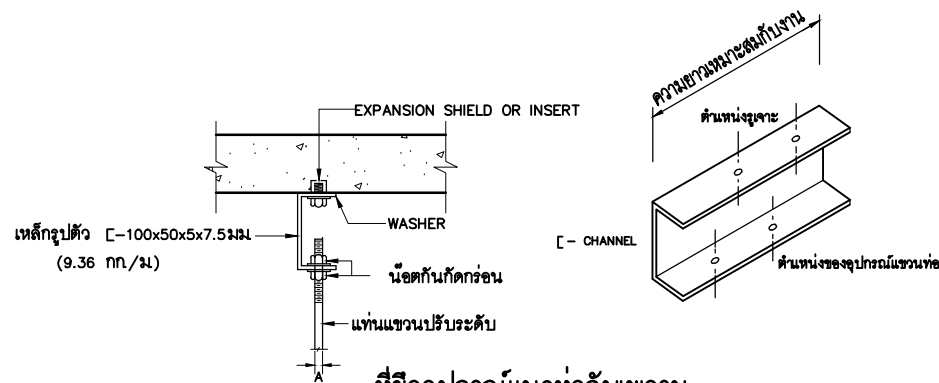 EXPANSION SHIELD OR INSERT
WASHER
เหล็กรูปตัว [-100x50x5x7.5มม.
(9.36 กก./ม.)
น๊อตกันกัดกร่อน
แท่นแขวนปรับระดับ
A
ความยาวเหมาะสมกับงาน
ตำแหน่งรูเจาะ
[- CHANNEL
ตำแหน่งของอุปกรณ์แขวนท่อ